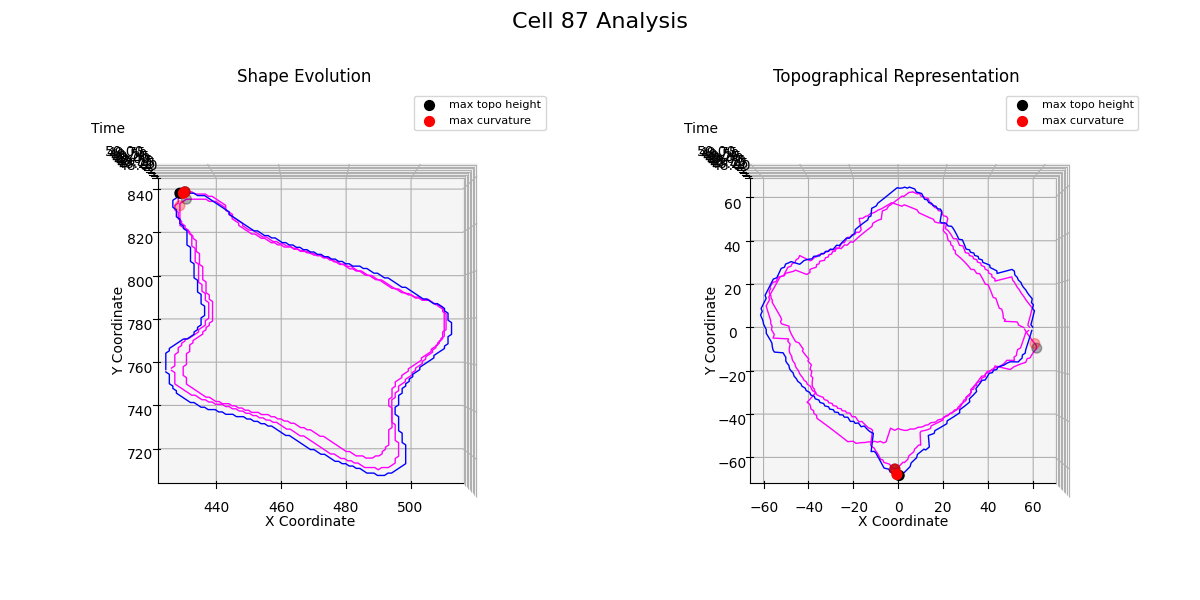 Cell 87 Analysis
Shape Evolution
max topo height
max curvature
Time
840
820
800
780
760
740
720
Y Coordinate
440 460 480 500
X Coordinate
Topographical Representation
max topo height
max curvature
Time
60
40
20
0
−20
−40
−60
Y Coordinate
−60 −40 −20 0 20 40 60
X Coordinate